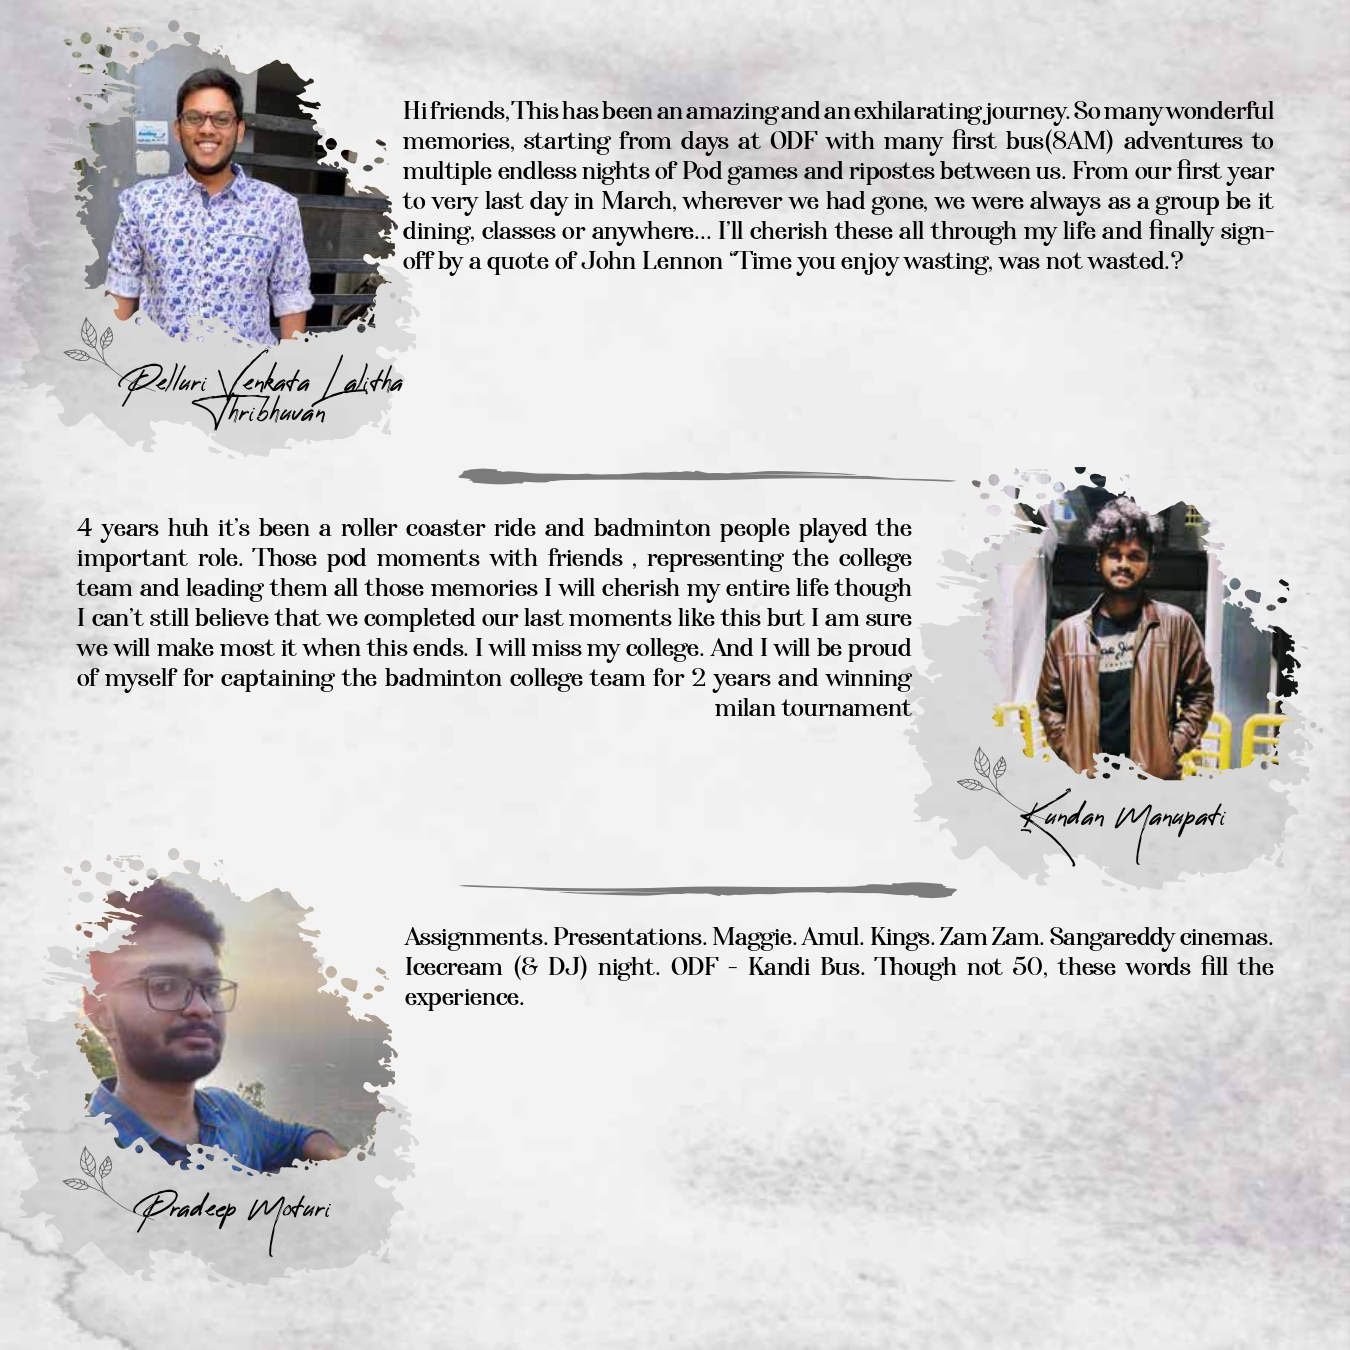 Hi friends, This has been an amazing and an exhilarating journey. So many wonderful
memories, starting from days at ODF with many first bus(8AM) adventures to
multiple endless nights of Pod games and ripostes between us. From our first year
to very last day in March, wherever we had gone, we were always as a group be it
dining, classes or anywhere... I'll cherish these all through my life and finally sign-
off by a quote of John Lennon “Time you enjoy wasting, was not wasted.?
Pelluri Venkata Lalitha
Thribhuvan
4 years huh it's been a roller coaster ride and badminton people played the
important role. Those pod moments with friends , representing the college
team and leading them all those memories I will cherish my entire life though
I can't still believe that we completed our last moments like this but I am sure
we will make most it when this ends. I will miss my college. And I will be proud
of myself for captaining the badminton college team for 2 years and winning
milan tournament
Kundan Manupati
Assignments. Presentations. Maggie. Amul. Kings. Zam Zam. Sangareddy cinemas.
Icecream (& DJ) night. ODF - Kandi Bus. Though not 50, these words fill the
experience.
Pradeep Moturi